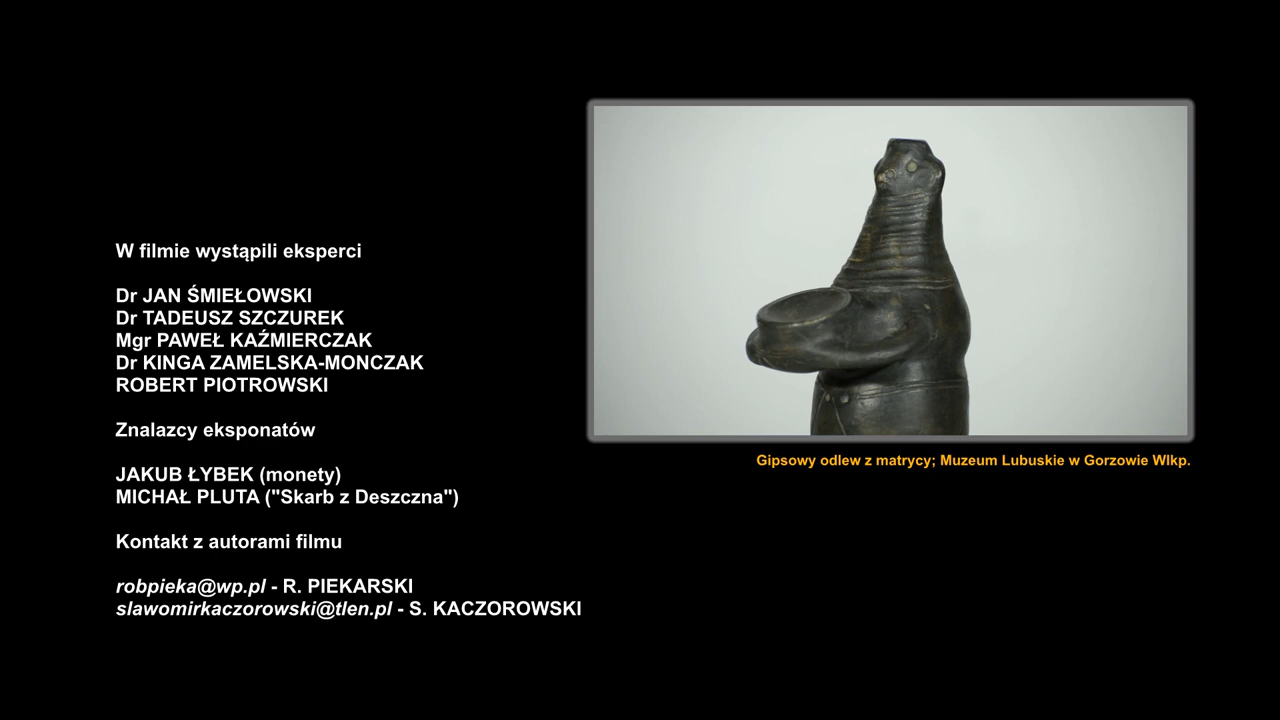 W filmie wystąpili eksperci
Dr JAN ŚMIEŁOWSKI
Dr TADEUSZ SZCZUREK
Mgr PAWEŁ KAŹMIERCZAK
Dr KINGA ZAMELSKA-MONCZAK
ROBERT PIOTROWSKI
Znalazcy eksponatów
JAKUB ŁYBEK (monety)
MICHAŁ PLUTA ("Skarb z Deszczna")
Kontakt z autorami filmu
robpieka@wp.pl - R. PIEKARSKI
slawomirkaczorowski@tlen.pl - S. KACZOROWSKI
Gipsowy odlew z matrycy; Muzeum Lubuskie w Gorzowie Wlkp.